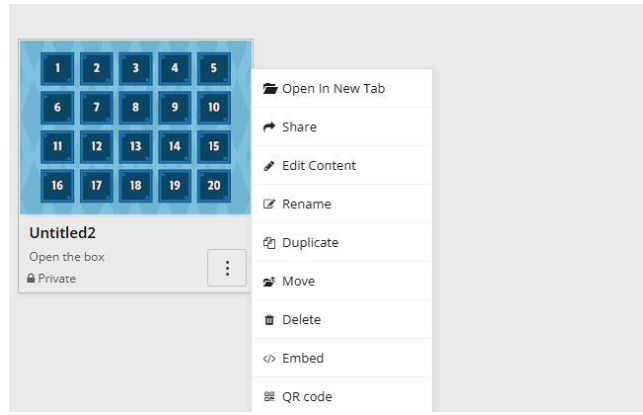 1 2 3 4 5
6 7 8 9 10
11 12 13 14 15
16 17 18 19 20
Untitled2
Open the box
Private
Open In New Tab
Share
Edit Content
Rename
Duplicate
Move
Delete
Embed
QR code